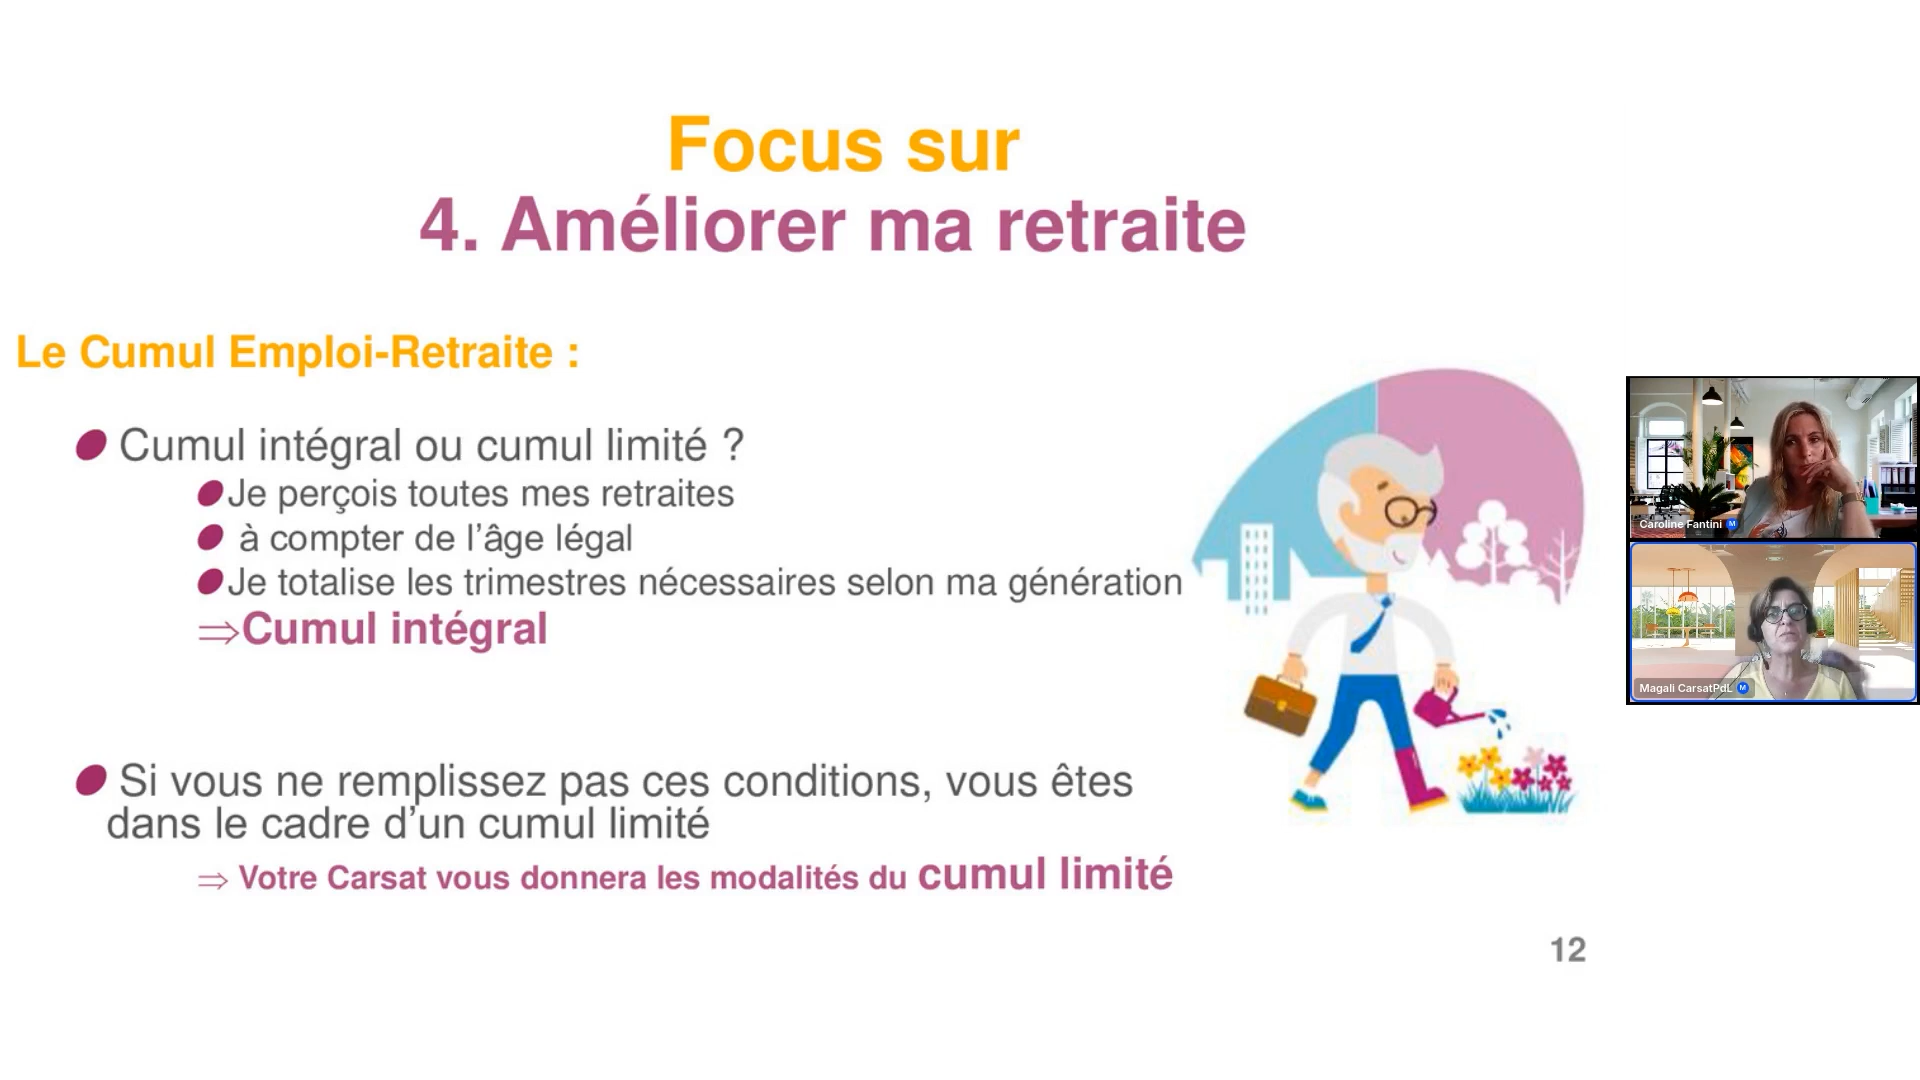 Focus sur
4. Améliorer ma retraite
Le Cumul Emploi-Retraite :
Cumul intégral ou cumul limité ?
Je perçois toutes mes retraites
à compter de l’âge légal
Je totalise les trimestres nécessaires selon ma génération
⇒Cumul intégral
Si vous ne remplissez pas ces conditions, vous êtes
dans le cadre d’un cumul limité
⇒ Votre Carsat vous donnera les modalités du cumul limité
12
Caroline Fantini M
Magali CarsatPdL M